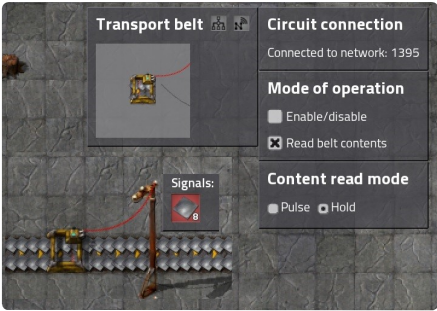 Transport belt
Circuit connection
Connected to network: 1395
Mode of operation
Enable/disable
Read belt contents
Content read mode
Pulse Hold
Signals:
8